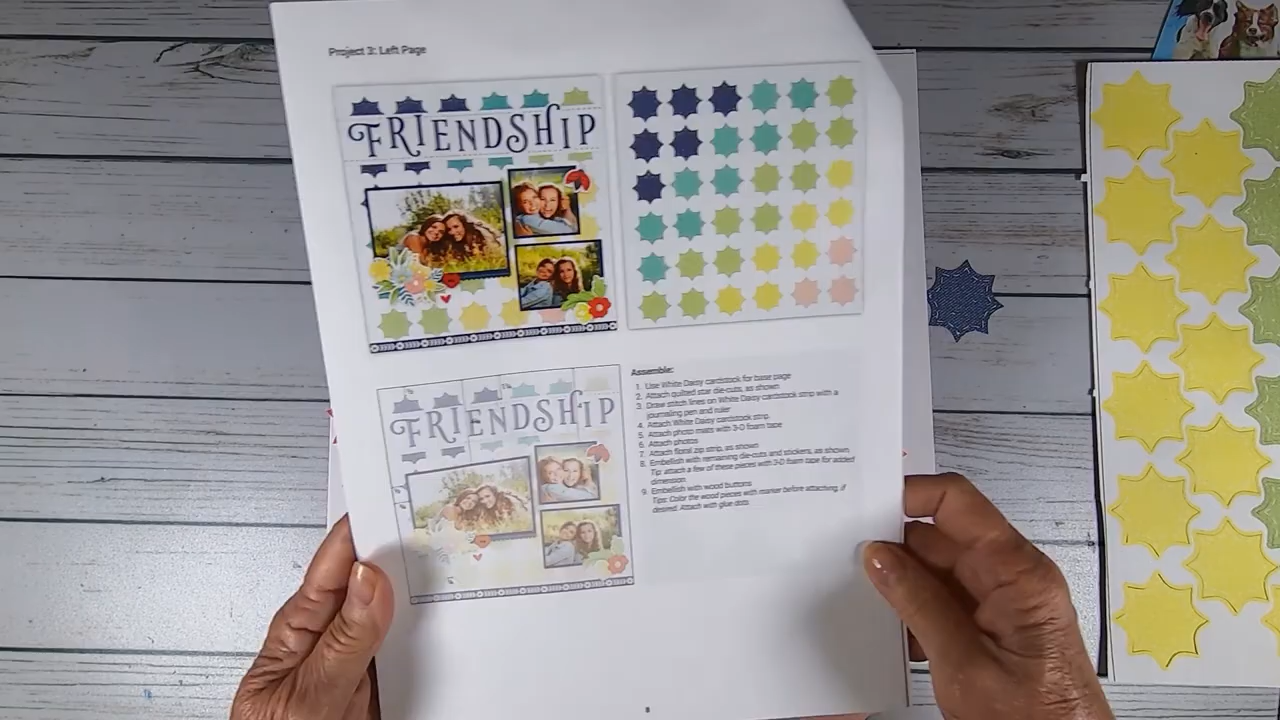 Project 3: Left Page
FRIENDSHIP
FRIENDSHIP
Assemble:
1. Use White Daisy cardstock for base page
2. Attach quilted star die-cuts, as shown
3. Draw stitch lines on White Daisy cardstock strip with a
journaling pen and ruler
4. Attach White Daisy cardstock strip
5. Attach photo mats with 3-D foam tape
6. Attach photos
7. Attach floral zip strip, as shown
8. Embellish with remaining die-cuts and stickers, as shown
Tip: attach a few of these pieces with 3-D foam tape for added
dimension
9. Embellish with wood buttons
Tips: Color the wood pieces with marker before attaching, if
desired. Attach with glue dots
8